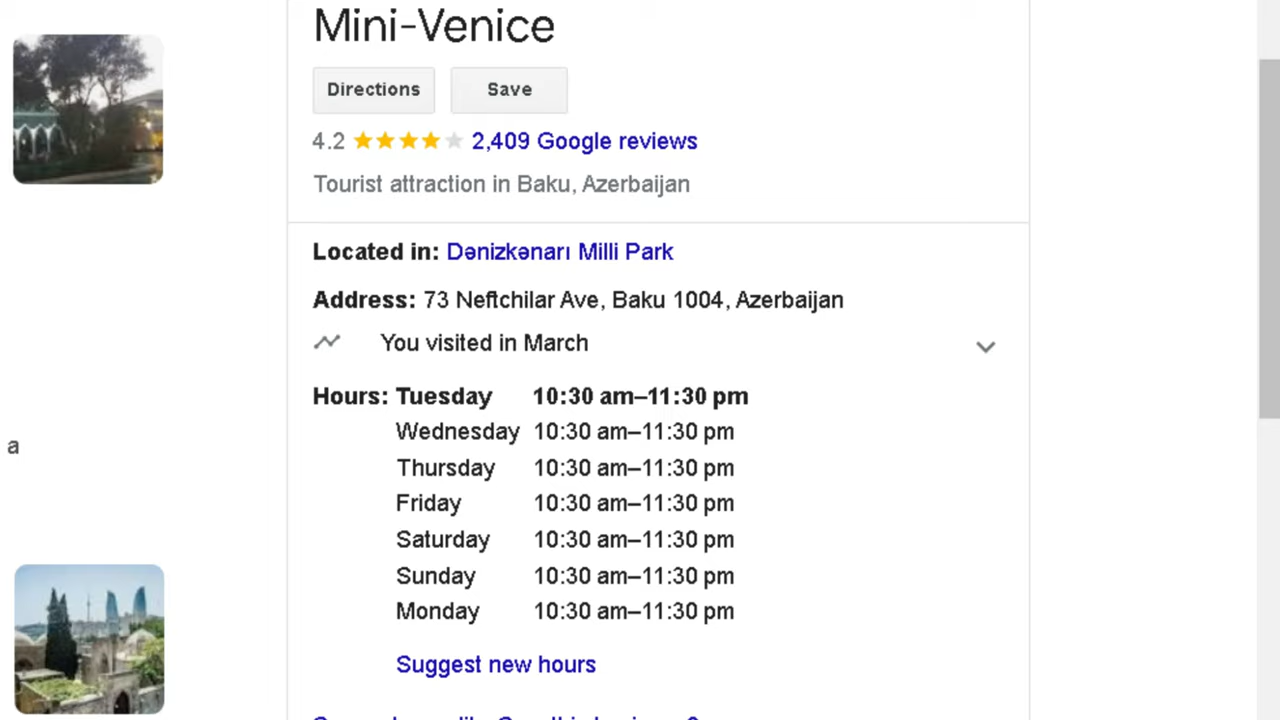 Mini-Venice
Directions Save
4.2 2,409 Google reviews
Tourist attraction in Baku, Azerbaijan
Located in: Dənizkənarı Milli Park
Address: 73 Neftchilar Ave, Baku 1004, Azerbaijan
You visited in March
Hours: Tuesday 10:30 am–11:30 pm
Wednesday 10:30 am–11:30 pm
a
Thursday 10:30 am–11:30 pm
Friday 10:30 am–11:30 pm
Saturday 10:30 am–11:30 pm
Sunday 10:30 am–11:30 pm
Monday 10:30 am–11:30 pm
Suggest new hours